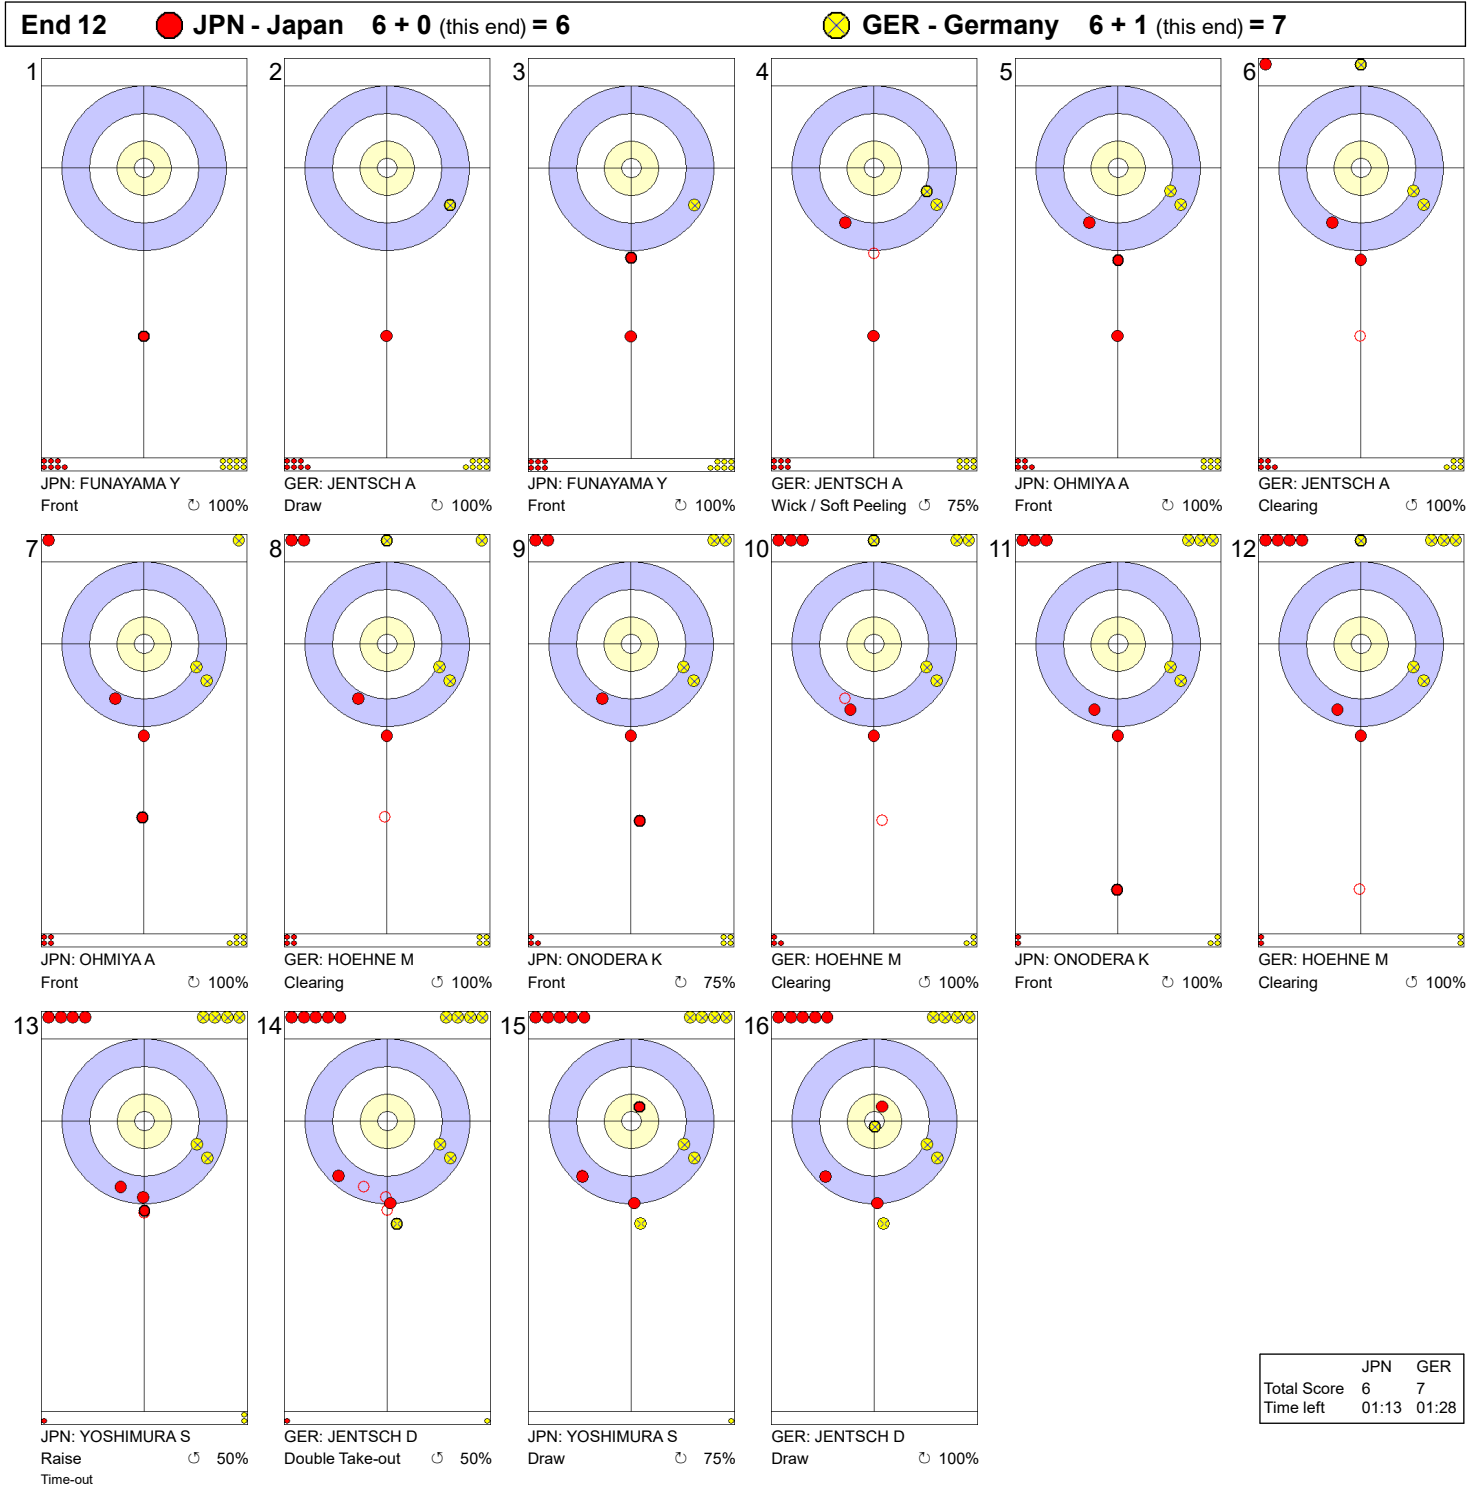 End 12 JPN - Japan 6 + 0 (this end) = 6 GER - Germany 6 + 1 (this end) = 7
1 2 3 4 5 6
JPN: FUNAYAMA Y GER: JENTSCH A JPN: FUNAYAMA Y GER: JENTSCH A JPN: OHMIYA A GER: JENTSCH A
Front ↻ 100% Draw ↻ 100% Front ↻ 100% Wick / Soft Peeling ↺ 75% Front ↻ 100% Clearing ↺ 100%
7 8 9 10 11 12
JPN: OHMIYA A GER: HOEHNE M JPN: ONODERA K GER: HOEHNE M JPN: ONODERA K GER: HOEHNE M
Front ↻ 100% Clearing ↺ 100% Front ↻ 75% Clearing ↺ 100% Front ↻ 100% Clearing ↺ 100%
13 14 15 16
JPN: YOSHIMURA S GER: JENTSCH D JPN: YOSHIMURA S GER: JENTSCH D
Raise ↺ 50% Double Take-out ↺ 50% Draw ↻ 75% Draw ↺ 100%
Time-out
JPN GER
Total Score 6 7
Time left 01:13 01:28